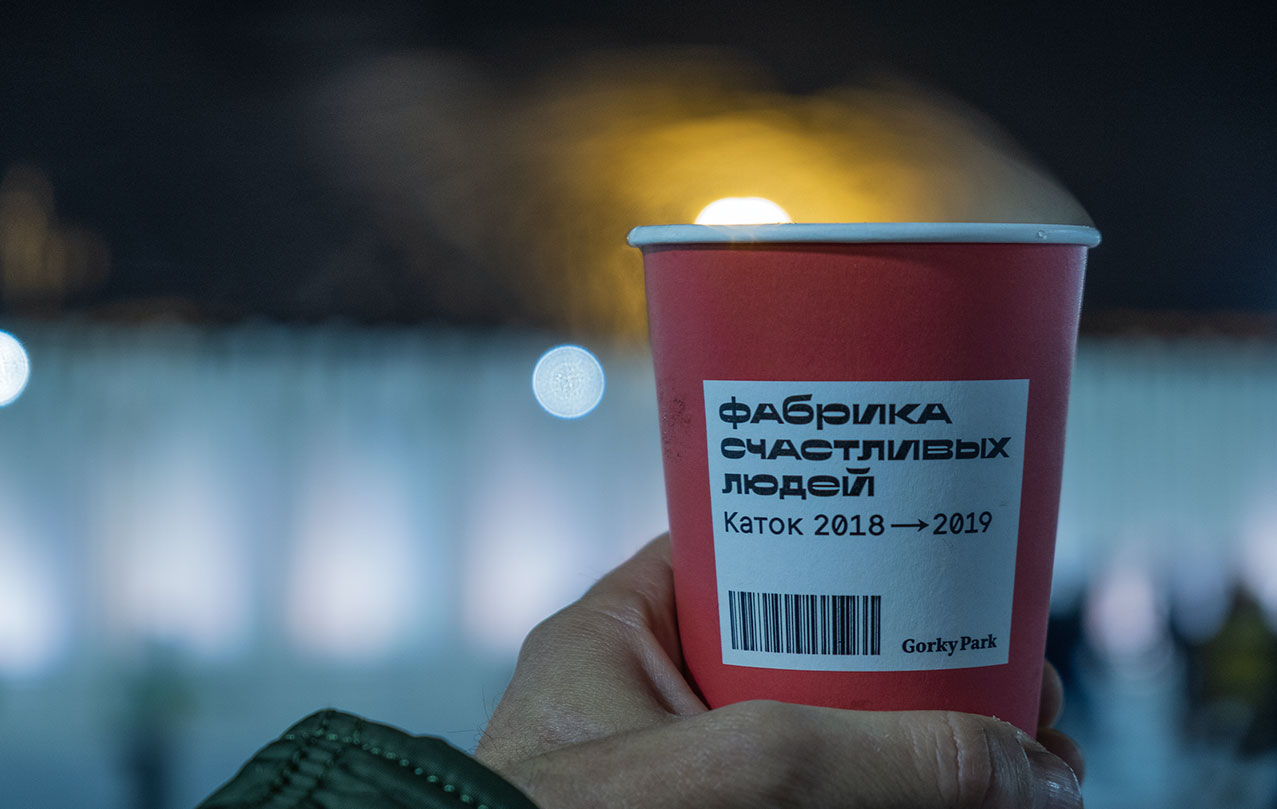 фабрика
счастливых
людей
Каток 2018→2019
Gorky Park